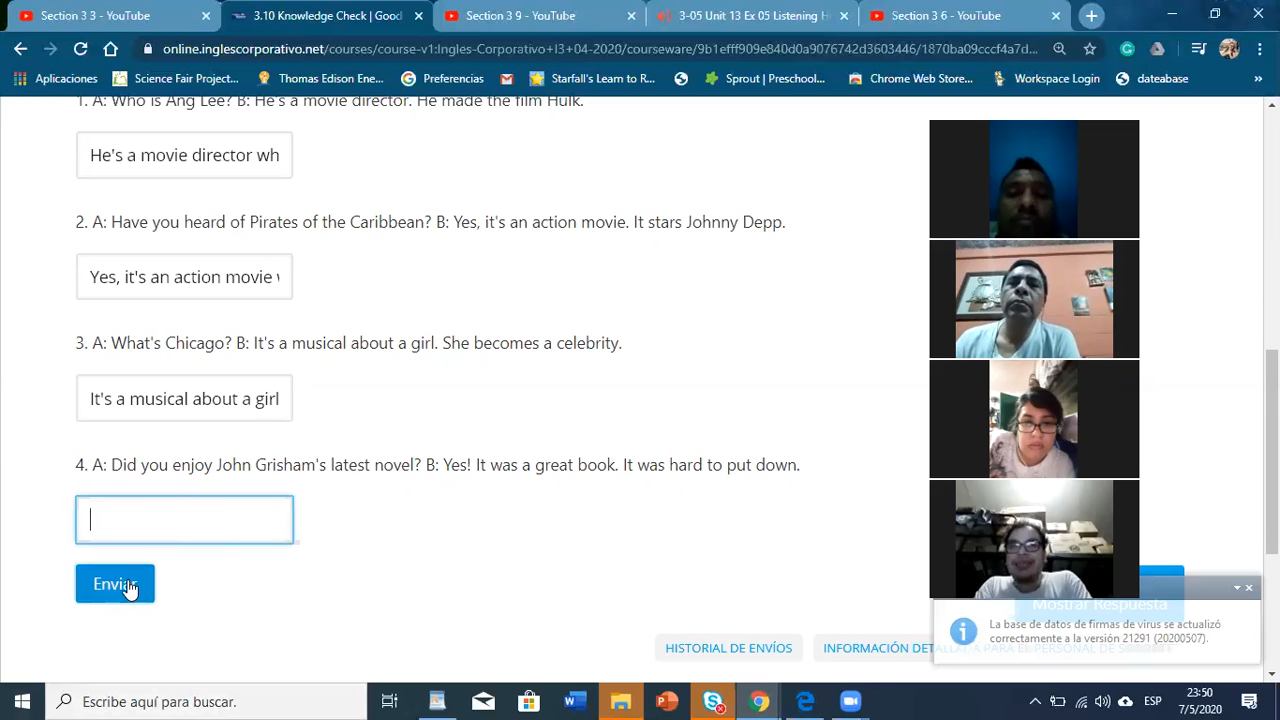 Section 3 3 - YouTube
3.10 Knowledge Check | Good
Section 3 9 - YouTube
3-05 Unit 13 Ex 05 Listening H
Section 3 6 - YouTube
online.inglescorporativo.net/courses/course-v1:Ingles-Corporativo+I3+04-2020/courseware/9b1efff909e840d0a9076742d3603446/1870ba09cccf4a7d...
Aplicaciones
Science Fair Project...
Thomas Edison Ene...
Preferencias
Starfall's Learn to R...
Sprout | Preschool...
Chrome Web Store...
Workspace Login
dateabase
»
1. A: Who is Ang Lee? B: He's a movie director. He made the film Hulk.
He's a movie director wh
2. A: Have you heard of Pirates of the Caribbean? B: Yes, it's an action movie. It stars Johnny Depp.
Yes, it's an action movie
3. A: What's Chicago? B: It's a musical about a girl. She becomes a celebrity.
It's a musical about a girl
4. A: Did you enjoy John Grisham's latest novel? B: Yes! It was a great book. It was hard to put down.
Enviar
Mostrar Respuesta
La base de datos de firmas de virus se actualizó
correctamente a la versión 21291 (20200507).
HISTORIAL DE ENVÍOS
INFORMACIÓN DETALLADA PARA EL PERSONAL DE
Escribe aquí para buscar.
ESP
23:50
7/5/2020